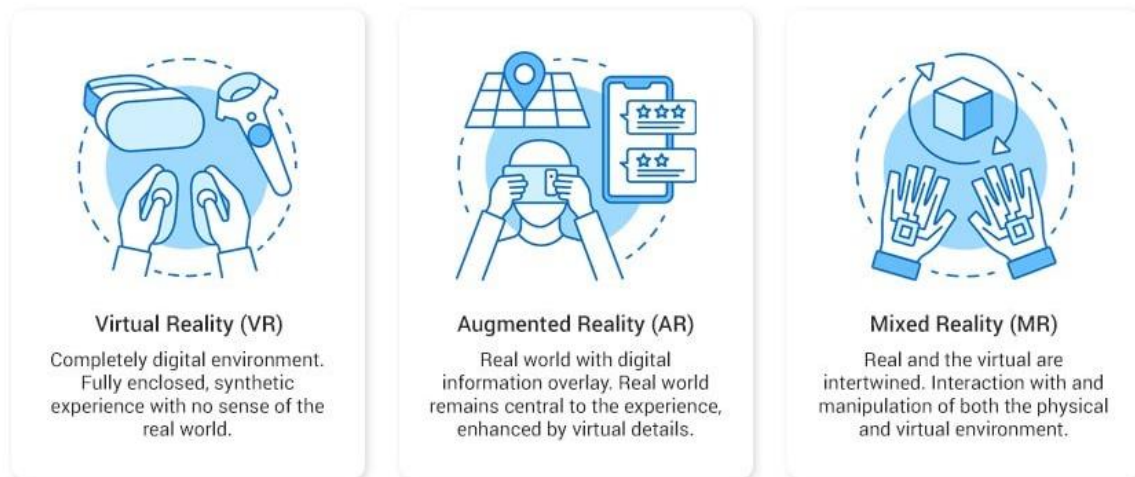 Virtual Reality (VR)
Completely digital environment.
Fully enclosed, synthetic
experience with no sense of the
real world.
Augmented Reality (AR)
Real world with digital
information overlay. Real world
remains central to the experience,
enhanced by virtual details.
Mixed Reality (MR)
Real and the virtual are
intertwined. Interaction with and
manipulation of both the physical
and virtual environment.